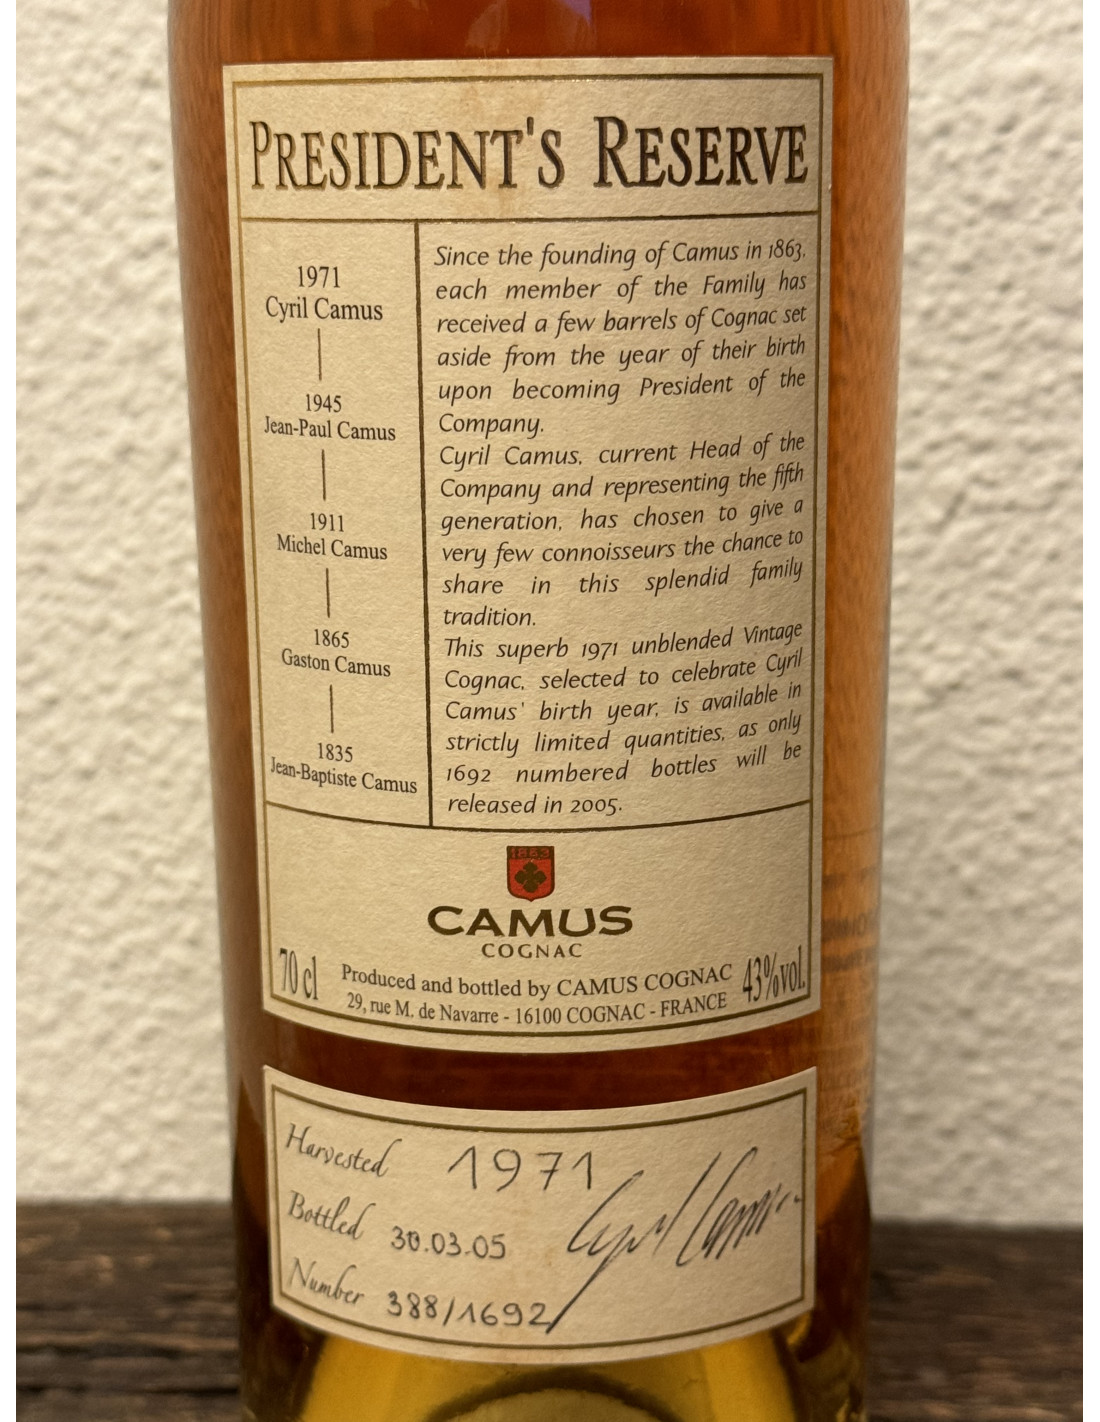 PRESIDENT'S RESERVE
1971
Cyril Camus
1945
Jean-Paul Camus
1911
Michel Camus
1865
Gaston Camus
1835
Jean-Baptiste Camus
Since the founding of Camus in 1863,
each member of the Family has
received a few barrels of Cognac set
aside from the year of their birth
upon becoming President of the
Company.
Cyril Camus, current Head of the
Company and representing the fifth
generation, has chosen to give a
very few connoisseurs the chance to
share in this splendid family
tradition.
This superb 1971 unblended Vintage
Cognac, selected to celebrate Cyril
Camus' birth year, is available in
strictly limited quantities, as only
1692 numbered bottles will be
released in 2005.
1863
CAMUS
COGNAC
70 cl
Produced and bottled by CAMUS COGNAC
29, rue M. de Navarre - 16100 COGNAC - FRANCE
43%vol.
Harvested 1971
Bottled 30.03.05
Cyril Camus
Number 388/1692